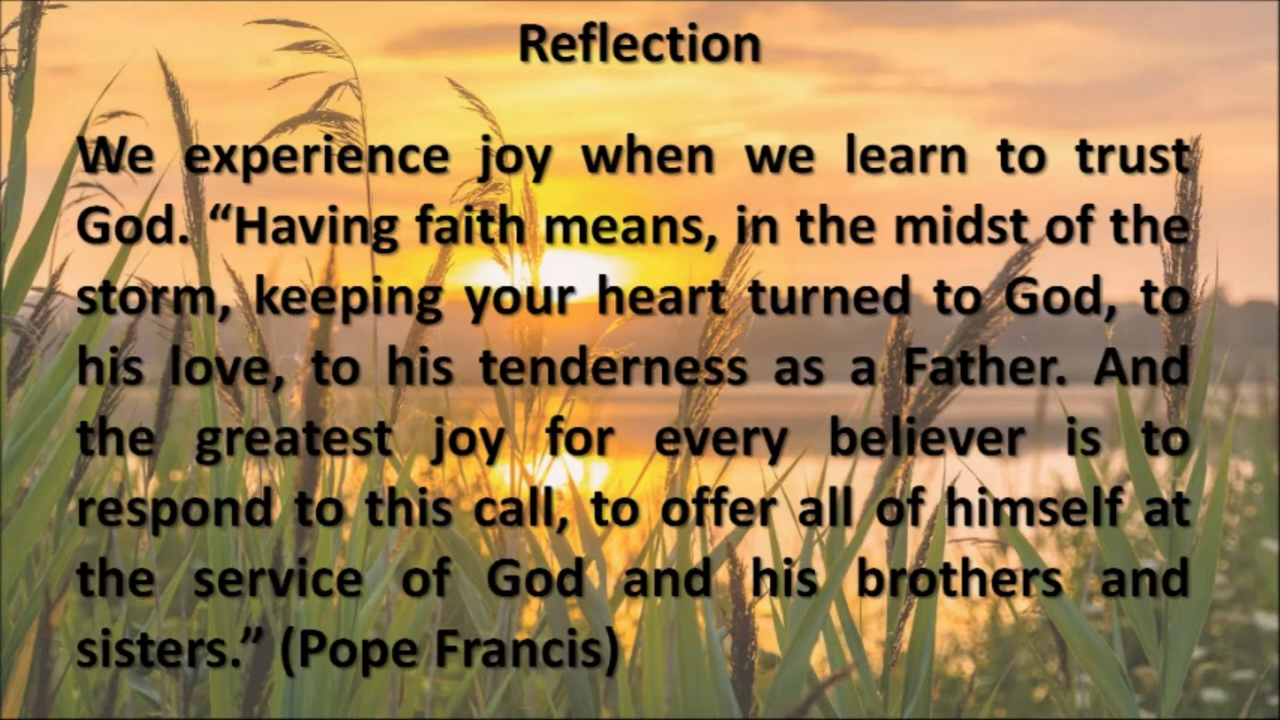 Reflection
We experience joy when we learn to trust
God. “Having faith means, in the midst of the
storm, keeping your heart turned to God, to
his love, to his tenderness as a Father. And
the greatest joy for every believer is to
respond to this call, to offer all of himself at
the service of God and his brothers and
sisters.” (Pope Francis)